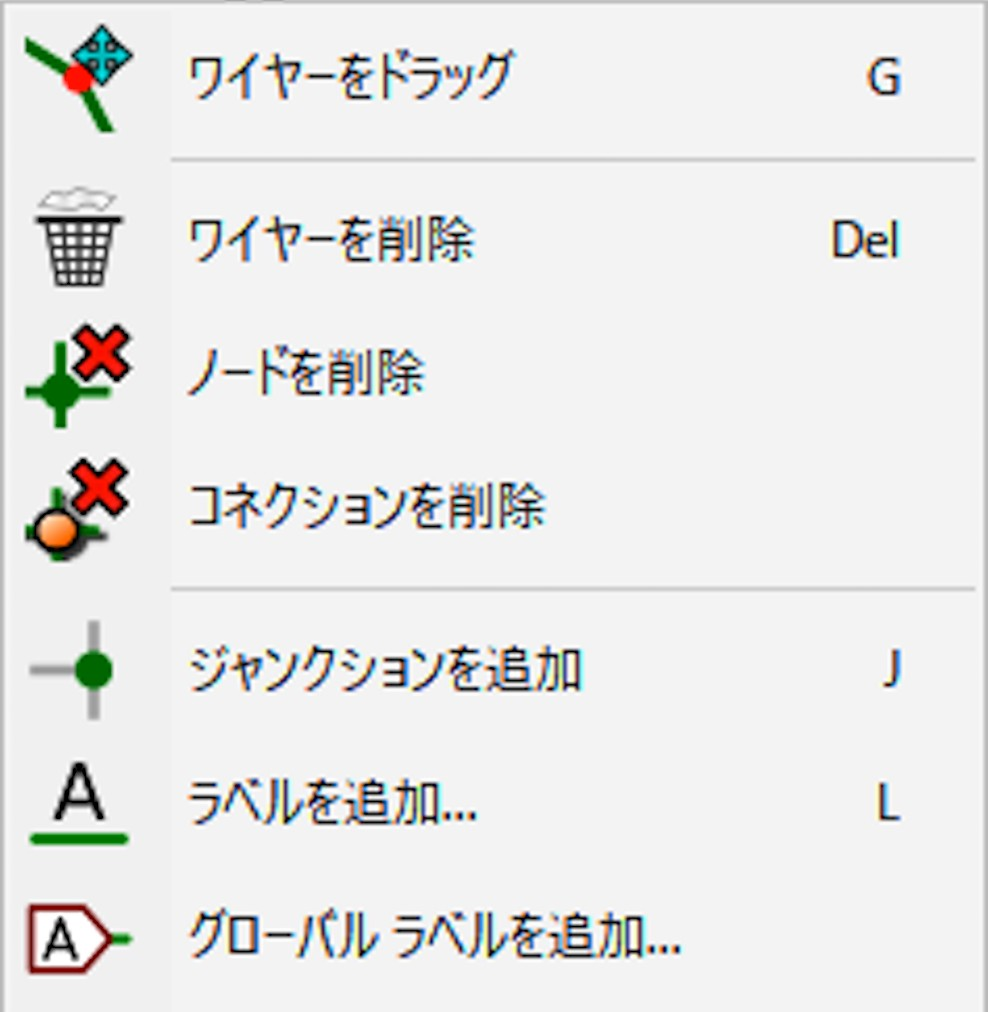 ワイヤーをドラッグ G
ワイヤーを削除 Del
ノードを削除
コネクションを削除
ジャンクションを追加 J
A ラベルを追加... L
A グローバル ラベルを追加...